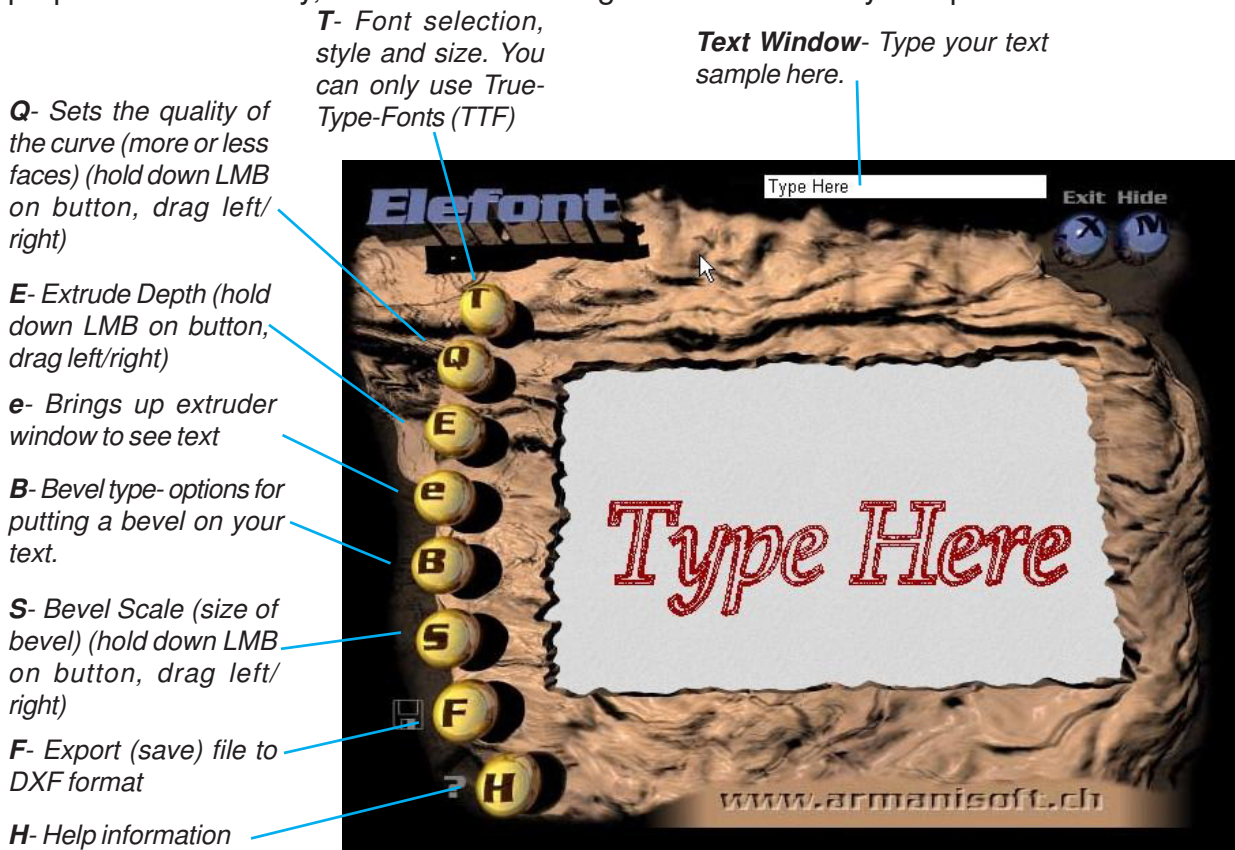 T- Font selection,
style and size. You
can only use True-
Type-Fonts (TTF)
Text Window- Type your text
sample here.
Q- Sets the quality of
the curve (more or less
faces) (hold down LMB
on button, drag left/
right)
E- Extrude Depth (hold
down LMB on button,
drag left/right)
e- Brings up extruder
window to see text
B- Bevel type- options for
putting a bevel on your
text.
S- Bevel Scale (size of
bevel) (hold down LMB
on button, drag left/
right)
F- Export (save) file to
DXF format
H- Help information
Elefont
Type Here
Exit Hide
X M
T
Q
E
e
B
S
F
? H
Type Here
www.armanisoft.ch